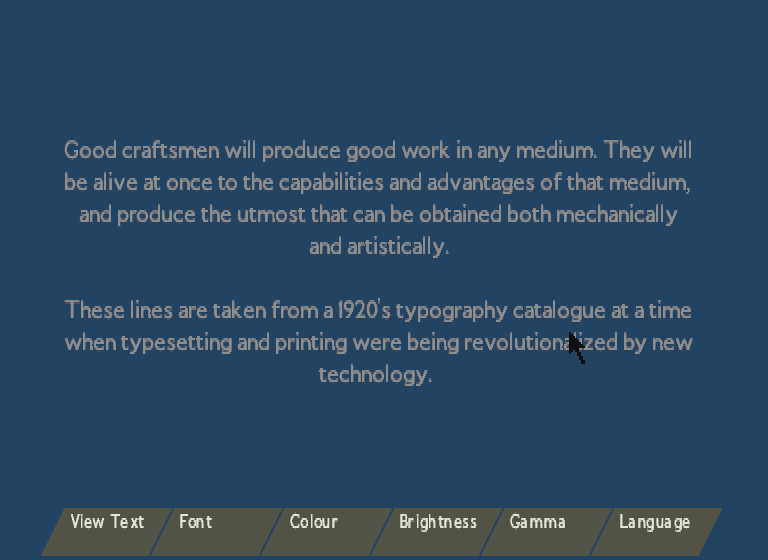 Good craftsmen will produce good work in any medium. They will
be alive at once to the capabilities and advantages of that medium,
and produce the utmost that can be obtained both mechanically
and artistically.
These lines are taken from a 1920's typography catalogue at a time
when typesetting and printing were being revolutionalized by new
technology.
View Text
Font
Colour
Brightness
Gamma
Language